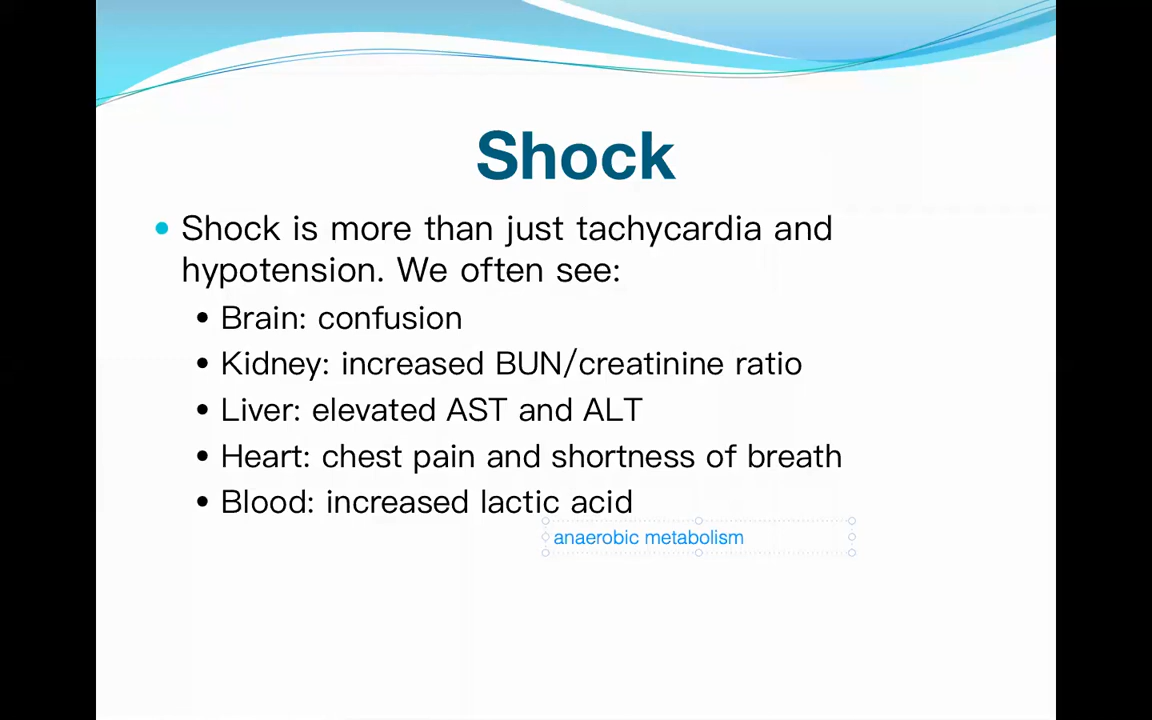 Shock
• Shock is more than just tachycardia and
hypotension. We often see:
• Brain: confusion
• Kidney: increased BUN/creatinine ratio
• Liver: elevated AST and ALT
• Heart: chest pain and shortness of breath
• Blood: increased lactic acid
anaerobic metabolism